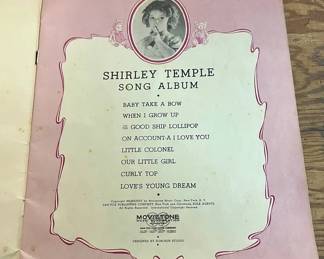 SHIRLEY TEMPLE
SONG ALBUM
BABY TAKE A BOW
WHEN I GROW UP
GOOD SHIP LOLLIPOP
ON ACCOUNT-A I LOVE YOU
LITTLE COLONEL
OUR LITTLE GIRL
CURLY TOP
LOVE'S YOUNG DREAM
MOVIETONE